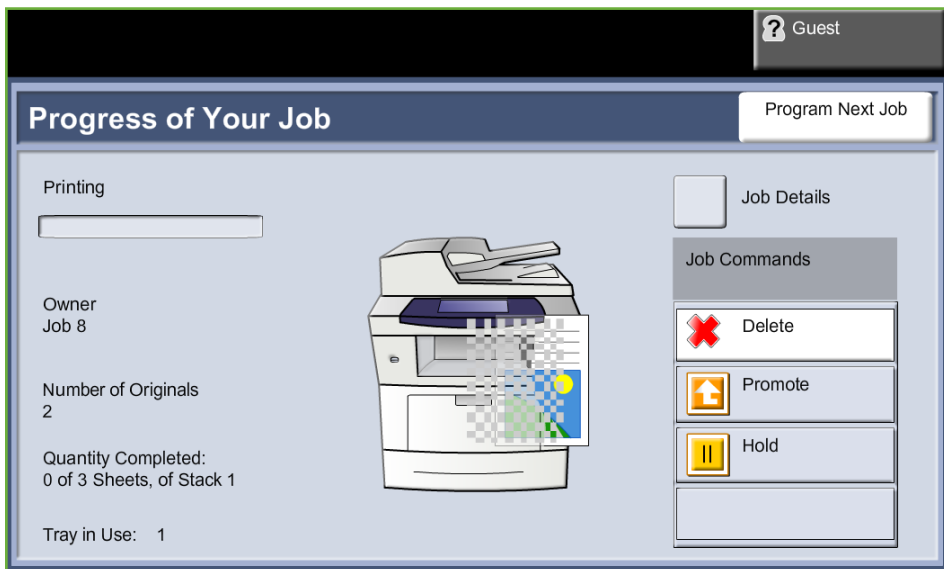 Guest
Progress of Your Job
Program Next Job
Printing
Job Details
Job Commands
Owner
Job 8
Delete
Number of Originals
2
Promote
Quantity Completed:
0 of 3 Sheets, of Stack 1
Hold
Tray in Use: 1